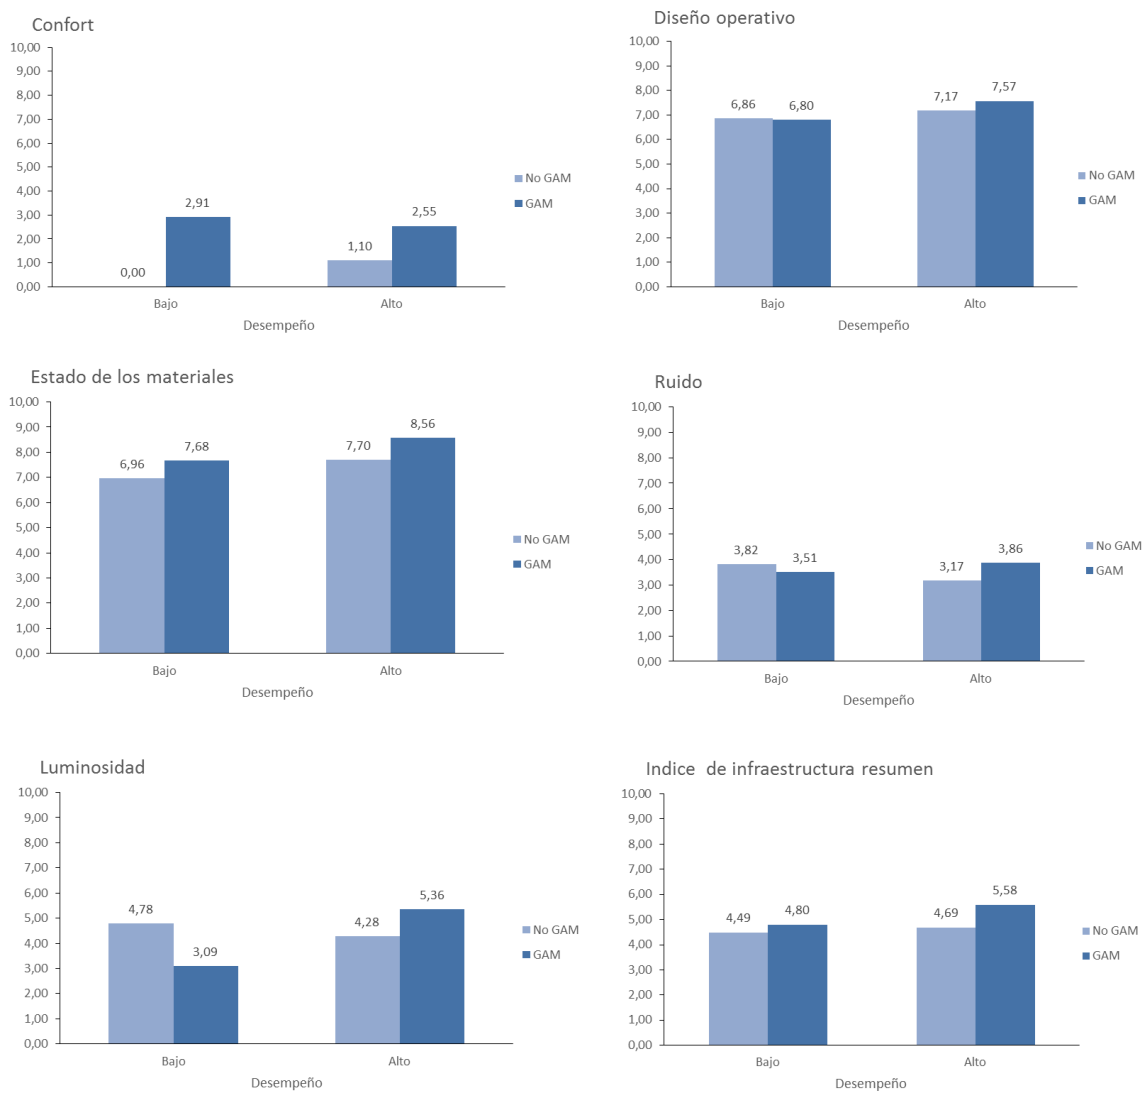 Confort
10,00
9,00
8,00
7,00
6,00
5,00
4,00
3,00
2,00
1,00
0,00
0,00
2,91
1,10
2,55
Bajo
Alto
Desempeño
No GAM
GAM
Diseño operativo
10,00
9,00
8,00
7,00
6,00
5,00
4,00
3,00
2,00
1,00
0,00
6,86
6,80
7,17
7,57
Bajo
Alto
Desempeño
No GAM
GAM
Estado de los materiales
10,00
9,00
8,00
7,00
6,00
5,00
4,00
3,00
2,00
1,00
0,00
6,96
7,68
7,70
8,56
Bajo
Alto
Desempeño
No GAM
GAM
Ruido
10,00
9,00
8,00
7,00
6,00
5,00
4,00
3,00
2,00
1,00
0,00
3,82
3,51
3,17
3,86
Bajo
Alto
Desempeño
No GAM
GAM
Luminosidad
10,00
9,00
8,00
7,00
6,00
5,00
4,00
3,00
2,00
1,00
0,00
4,78
3,09
4,28
5,36
Bajo
Alto
Desempeño
No GAM
GAM
Indice de infraestructura resumen
10,00
9,00
8,00
7,00
6,00
5,00
4,00
3,00
2,00
1,00
0,00
4,49
4,80
4,69
5,58
Bajo
Alto
Desempeño
No GAM
GAM